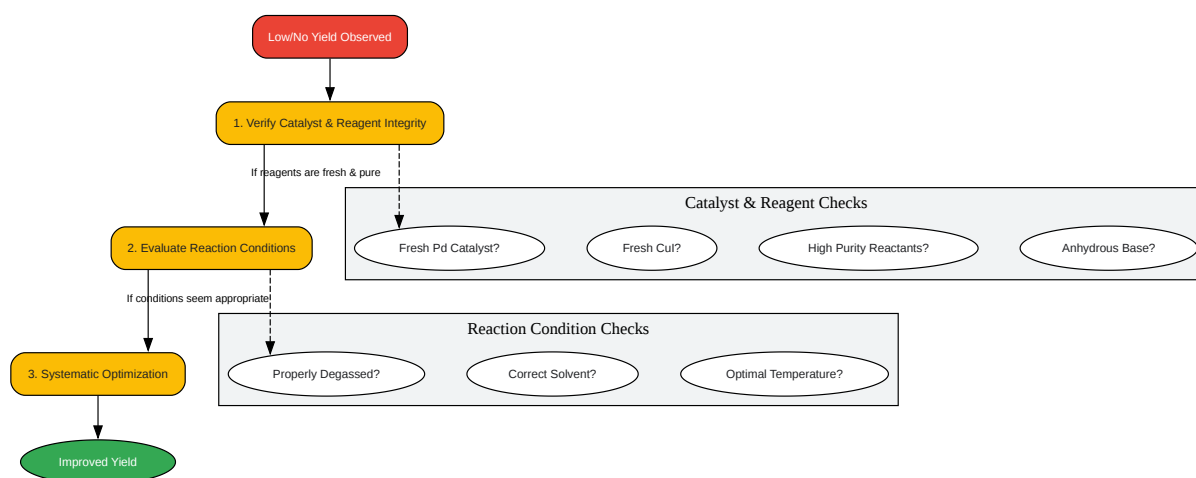 Low/No Yield Observed
1. Verify Catalyst & Reagent Integrity
If reagents are fresh & pure
Catalyst & Reagent Checks
Fresh Pd Catalyst?
Fresh CuI?
High Purity Reactants?
Anhydrous Base?
2. Evaluate Reaction Conditions
If conditions seem appropriate
Reaction Condition Checks
Properly Degassed?
Correct Solvent?
Optimal Temperature?
3. Systematic Optimization
Improved Yield